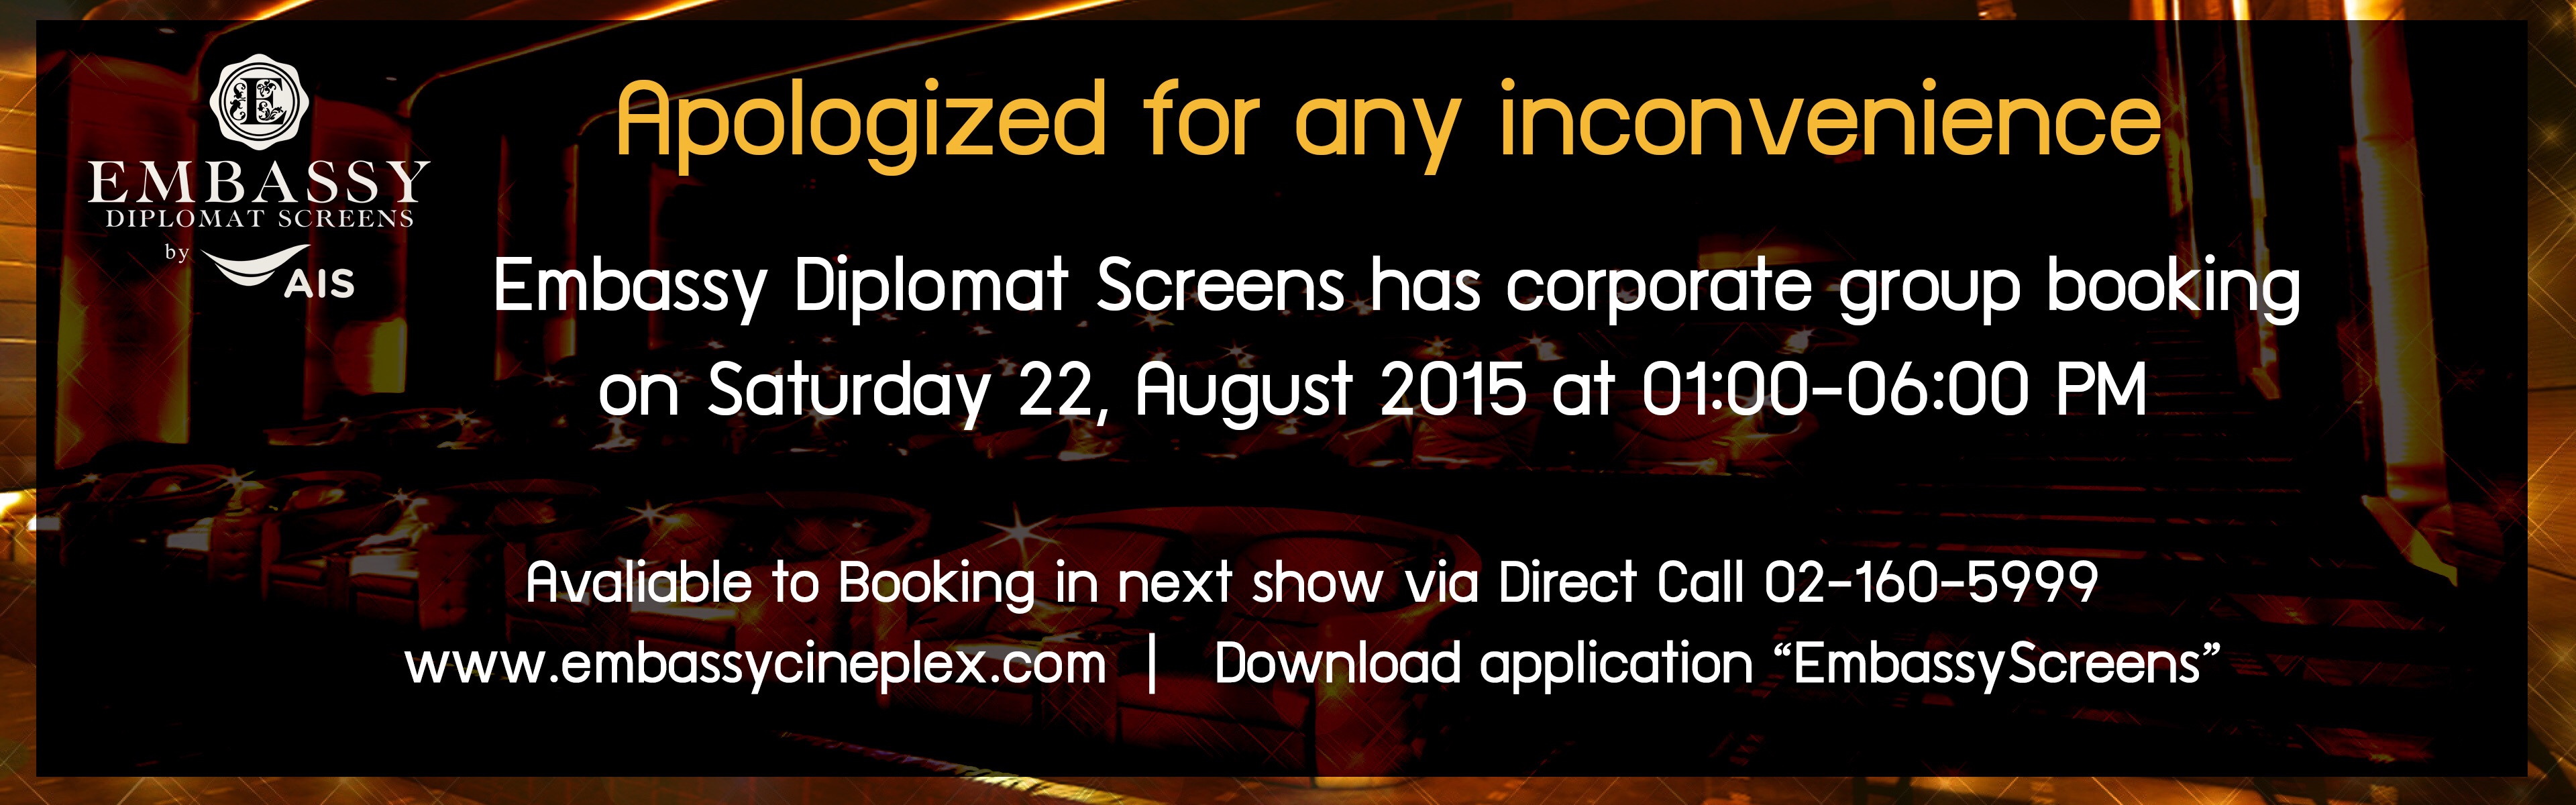 E
EMBASSY
DIPLOMAT SCREENS
by AIS
Apologized for any inconvenience
Embassy Diplomat Screens has corporate group booking
on Saturday 22, August 2015 at 01:00-06:00 PM
Avaliable to Booking in next show via Direct Call 02-160-5999
www.embassycineplex.com | Download application “EmbassyScreens”